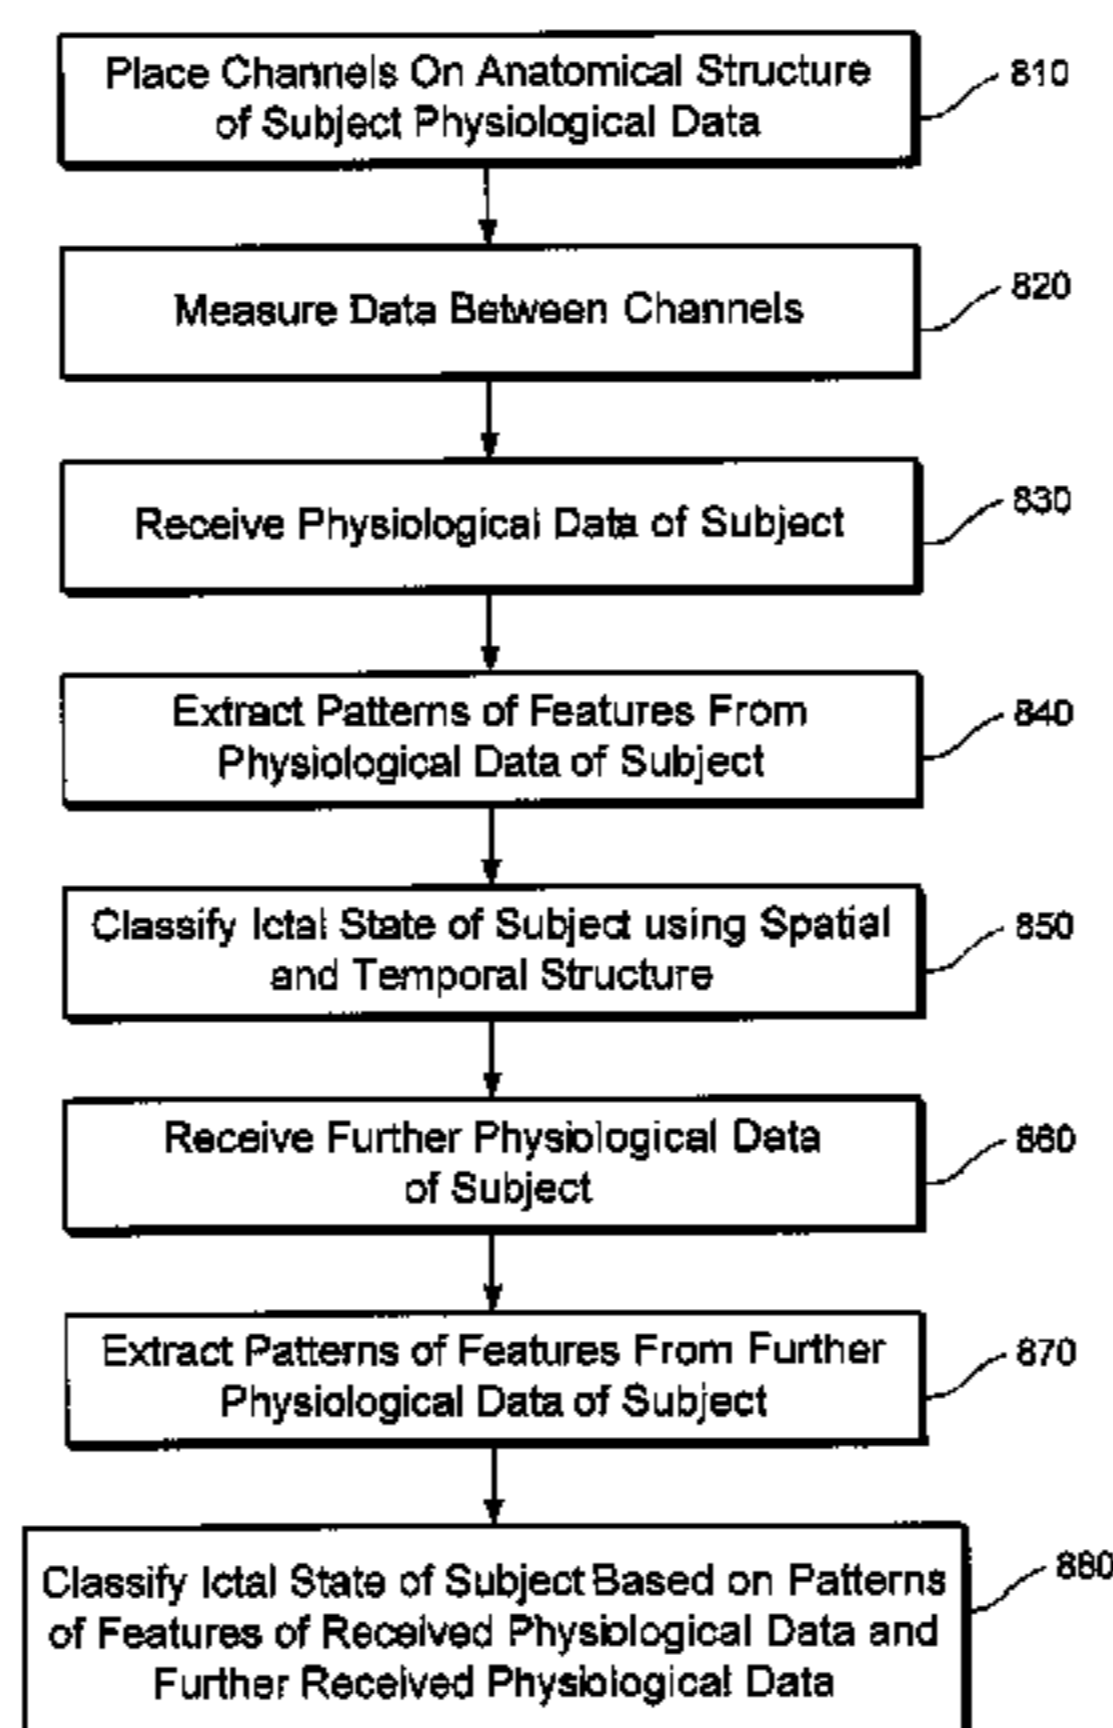 Place Channels On Anatomical Structure
of Subject Physiological Data
810
Measure Data Between Channels
820
Receive Physiological Data of Subject
830
Extract Patterns of Features From
Physiological Data of Subject
840
Classify Ictal State of Subject using Spatial
and Temporal Structure
850
Receive Further Physiological Data
of Subject
860
Extract Patterns of Features From Further
Physiological Data of Subject
870
Classify Ictal State of Subject Based on Patterns
of Features of Received Physiological Data and
Further Received Physiological Data
880